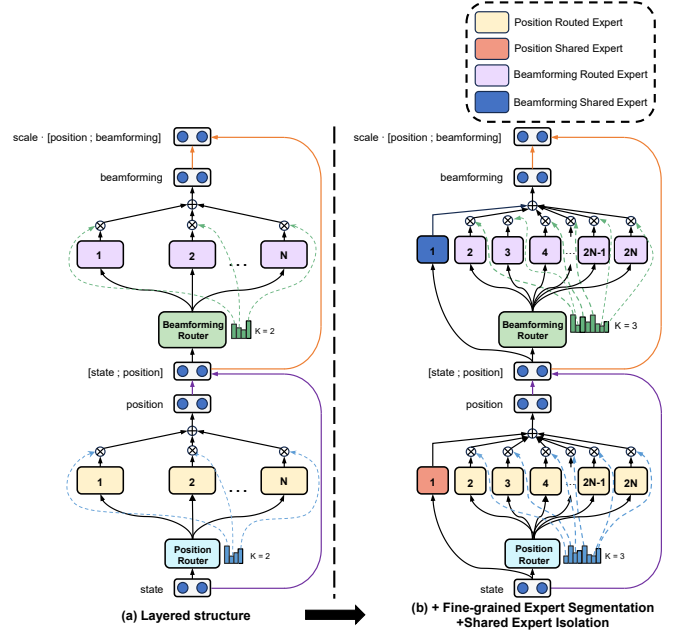 Position Routed Expert
Position Shared Expert
Beamforming Routed Expert
Beamforming Shared Expert
scale · [position ; beamforming]
beamforming
1
2
...
N
Beamforming
Router
K = 2
[state ; position]
position
1
2
...
N
Position
Router
K = 2
state
(a) Layered structure
scale · [position ; beamforming]
beamforming
1
2
3
4
...
2N-1
2N
Beamforming
Router
K = 3
[state ; position]
position
1
2
3
4
...
2N-1
2N
Position
Router
K = 3
state
(b) + Fine-grained Expert Segmentation
+Shared Expert Isolation